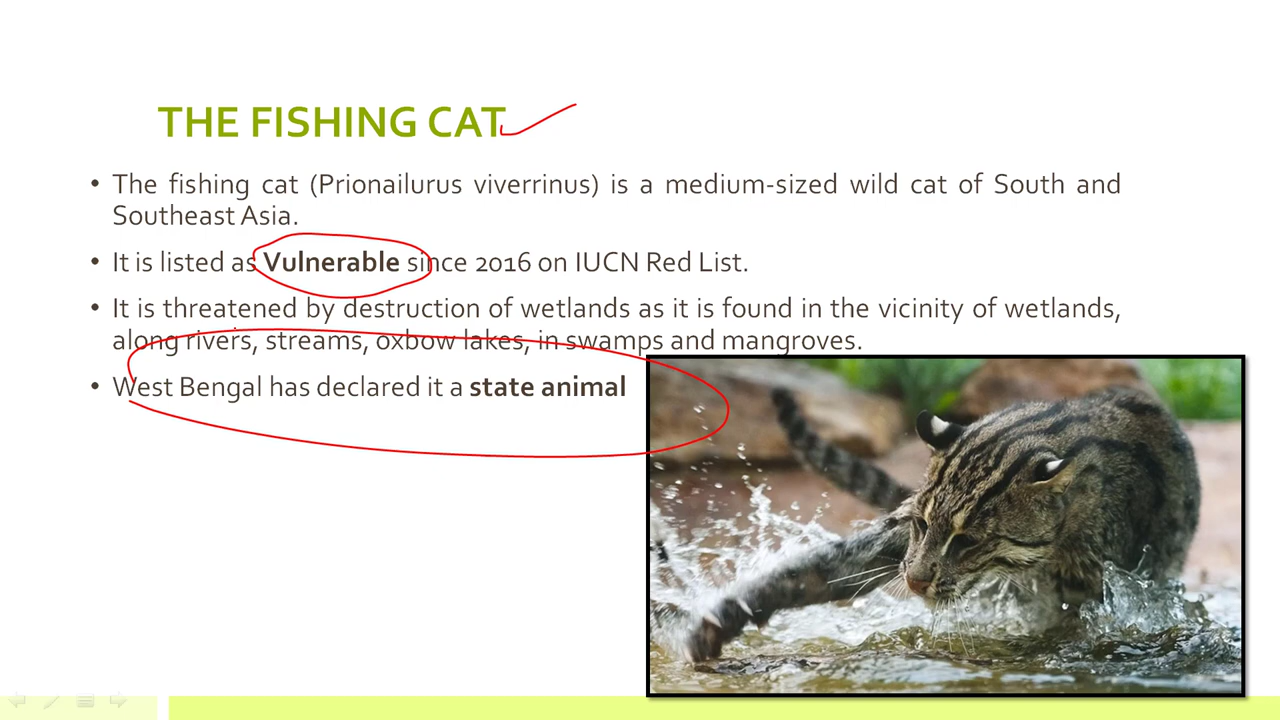 THE FISHING CAT
• The fishing cat (Prionailurus viverrinus) is a medium-sized wild cat of South and
Southeast Asia.
• It is listed as Vulnerable since 2016 on IUCN Red List.
• It is threatened by destruction of wetlands as it is found in the vicinity of wetlands,
along rivers, streams, oxbow lakes, in swamps and mangroves.
• West Bengal has declared it a state animal